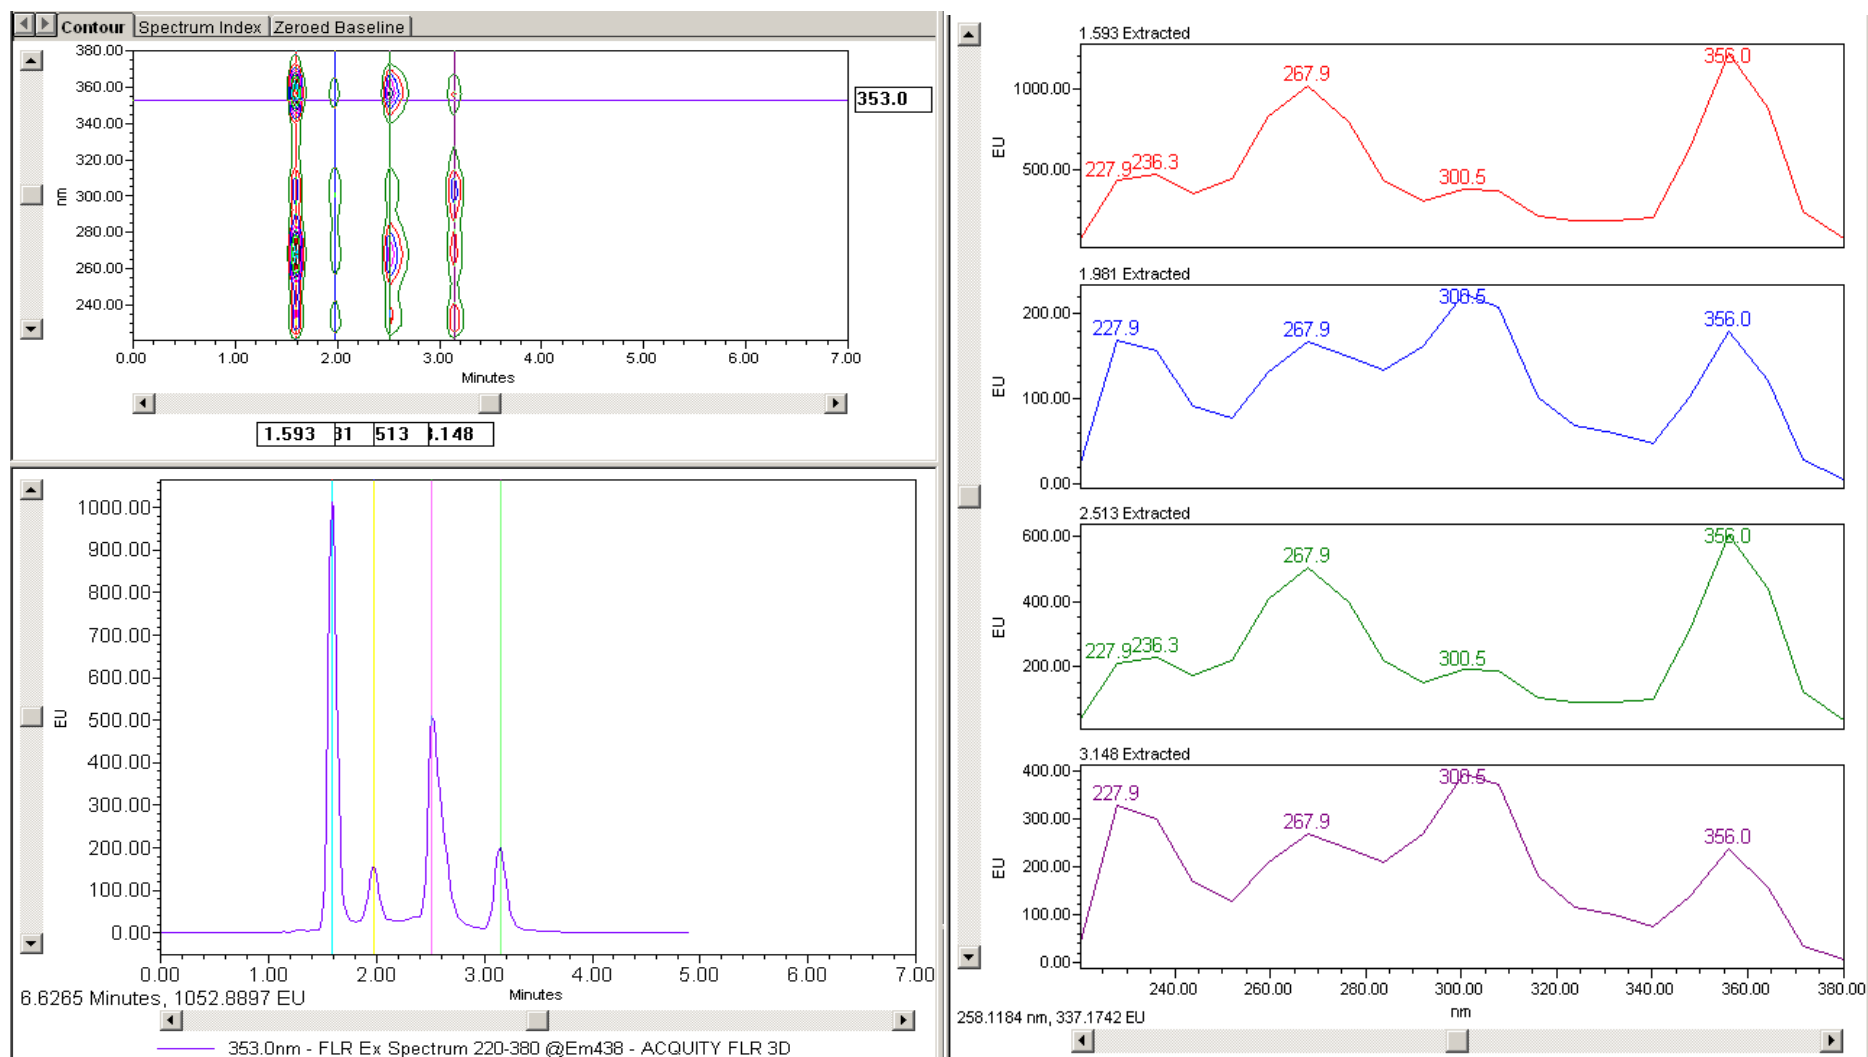 Contour Spectrum Index Zeroed Baseline
380.00
360.00
340.00
320.00
300.00
280.00
260.00
240.00
nm
353.0
0.00 1.00 2.00 3.00 4.00 5.00 6.00 7.00
Minutes
1.593 31 513 3.148
1000.00
900.00
800.00
700.00
600.00
500.00
400.00
300.00
200.00
100.00
0.00
EU
0.00 1.00 2.00 3.00 4.00 5.00 6.00 7.00
Minutes
6.6265 Minutes, 1052.8897 EU
353.0nm - FLR Ex Spectrum 220-380 @Em438 - ACQUITY FLR 3D
1.593 Extracted
1000.00
500.00
EU
227.9 236.3 267.9 300.5 356.0
1.981 Extracted
200.00
100.00
0.00
EU
227.9 267.9 300.5 356.0
2.513 Extracted
600.00
400.00
200.00
EU
227.9 236.3 267.9 300.5 356.0
3.148 Extracted
400.00
300.00
200.00
100.00
0.00
EU
227.9 267.9 300.5 356.0
240.00 260.00 280.00 300.00 320.00 340.00 360.00 380.00
nm
258.1184 nm, 337.1742 EU